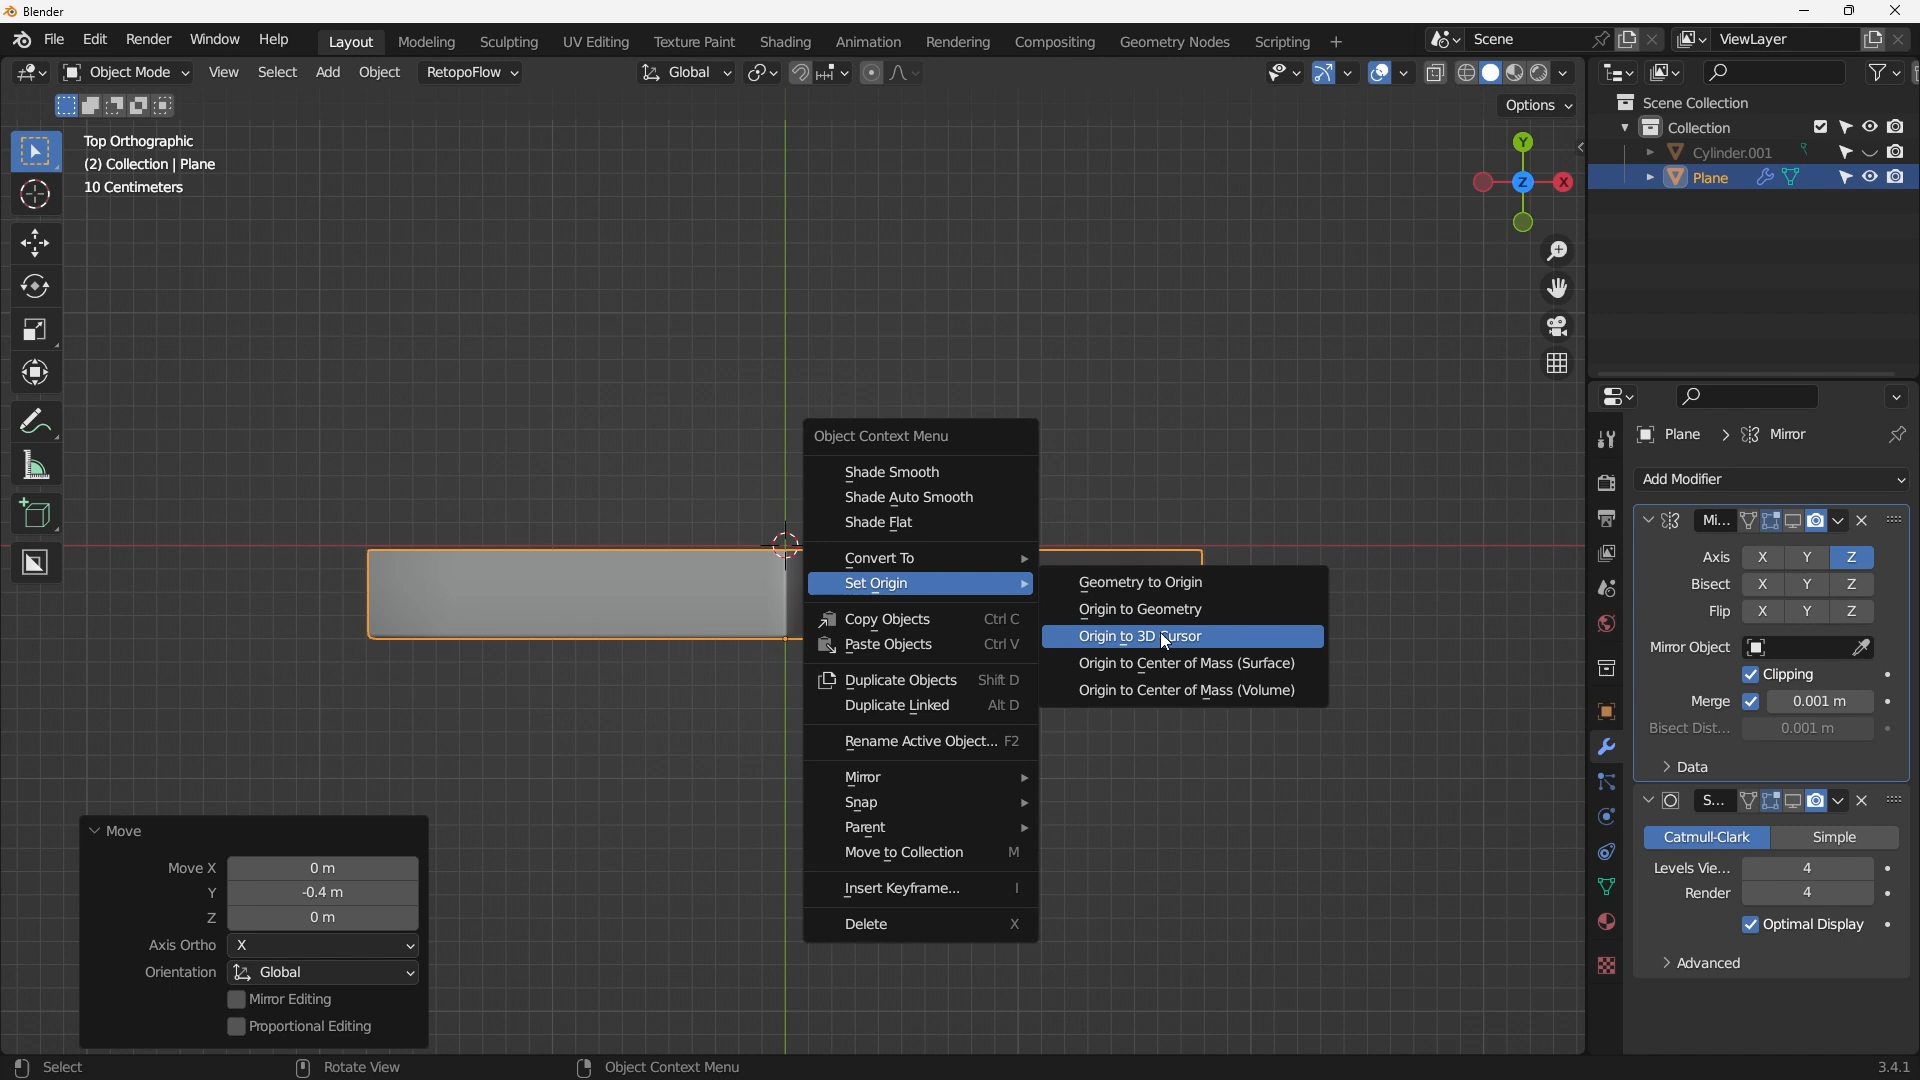 Blender
File Edit Render Window Help Layout Modeling Sculpting UV Editing Texture Paint Shading Animation Rendering Compositing Geometry Nodes Scripting + Scene ViewLayer
Object Mode View Select Add Object RetopoFlow Global
Options
Top Orthographic
(2) Collection | Plane
10 Centimeters
Y
Z
X
Scene Collection
Collection
Cylinder.001
Plane
Object Context Menu
Shade Smooth
Shade Auto Smooth
Shade Flat
Convert To
Set Origin
Copy Objects Ctrl C
Paste Objects Ctrl V
Duplicate Objects Shift D
Duplicate Linked Alt D
Rename Active Object... F2
Mirror
Snap
Parent
Move to Collection M
Insert Keyframe... I
Delete X
Geometry to Origin
Origin to Geometry
Origin to 3D Cursor
Origin to Center of Mass (Surface)
Origin to Center of Mass (Volume)
Move
Move X 0 m
Y -0.4 m
Z 0 m
Axis Ortho X
Orientation Global
Mirror Editing
Proportional Editing
Plane > Mirror
Add Modifier
Mi...
Axis X Y Z
Bisect X Y Z
Flip X Y Z
Mirror Object
Clipping
Merge 0.001 m
Bisect Dist... 0.001 m
Data
S...
Catmull-Clark Simple
Levels Vie... 4
Render 4
Optimal Display
Advanced
Select Rotate View Object Context Menu 3.4.1